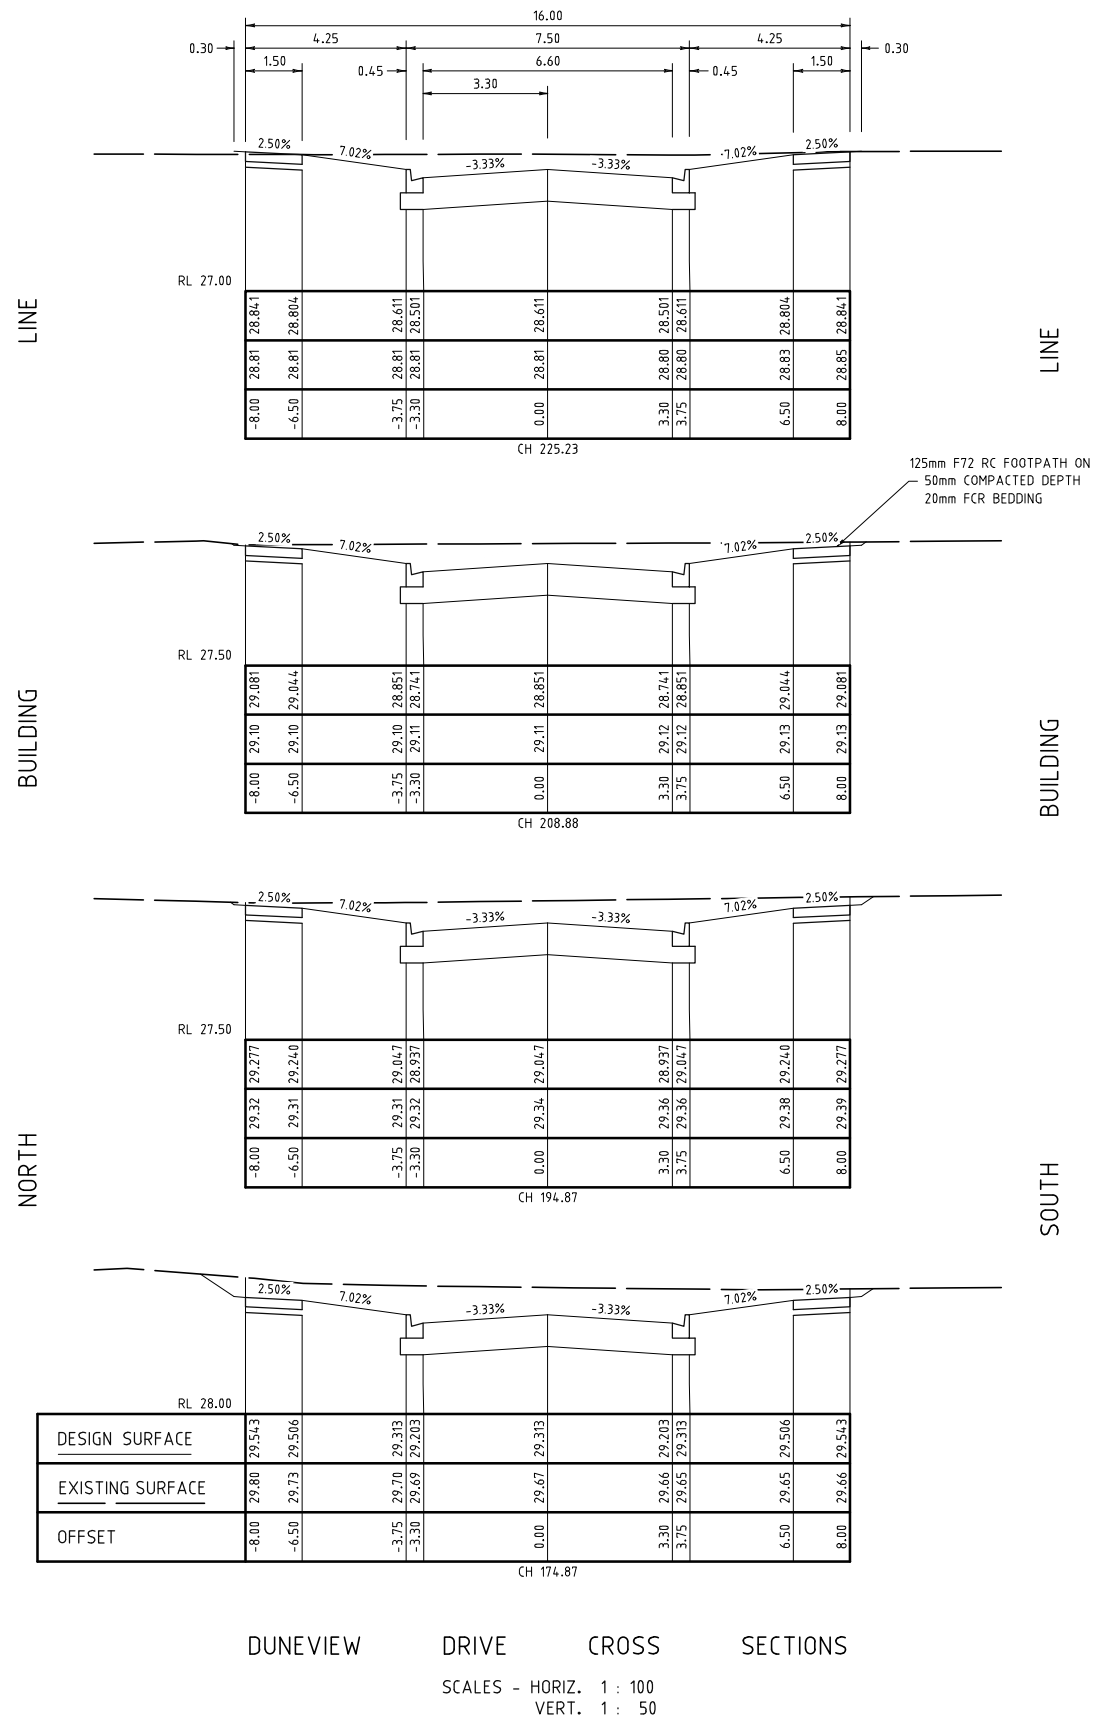 16.00
4.25 7.50 4.25
0.30 0.30
1.50 0.45 6.60 0.45 1.50
3.30
2.50% 7.02% -3.33% -3.33% -7.02% 2.50%
RL 27.00
28.841 28.804 28.611 28.501 28.611 28.501 28.611 28.804 28.841
28.81 28.81 28.81 28.81 28.81 28.80 28.80 28.83 28.85
-8.00 -6.50 -3.75 -3.30 0.00 3.30 3.75 6.50 8.00
CH 225.23
LINE
LINE
125mm F72 RC FOOTPATH ON
50mm COMPACTED DEPTH
20mm FCR BEDDING
2.50% 7.02% 7.02% 2.50%
RL 27.50
29.081 29.044 28.851 28.741 28.851 28.741 28.851 29.044 29.081
29.10 29.10 29.10 29.11 29.11 29.12 29.12 29.13 29.13
-8.00 -6.50 -3.75 -3.30 0.00 3.30 3.75 6.50 8.00
CH 208.88
BUILDING
BUILDING
2.50% 7.02% -3.33% -3.33% 7.02% 2.50%
RL 27.50
29.277 29.240 29.047 28.937 29.047 28.937 29.047 29.240 29.277
29.32 29.31 29.31 29.32 29.34 29.36 29.36 29.38 29.39
-8.00 -6.50 -3.75 -3.30 0.00 3.30 3.75 6.50 8.00
CH 194.87
NORTH
SOUTH
2.50% 7.02% -3.33% -3.33% 7.02% 2.50%
RL 28.00
DESIGN SURFACE 29.543 29.506 29.313 29.203 29.313 29.203 29.313 29.506 29.543
EXISTING SURFACE 29.80 29.73 29.70 29.69 29.67 29.66 29.65 29.65 29.66
OFFSET -8.00 -6.50 -3.75 -3.30 0.00 3.30 3.75 6.50 8.00
CH 174.87
DUNEVIEW DRIVE CROSS SECTIONS
SCALES - HORIZ. 1 : 100
VERT. 1 : 50